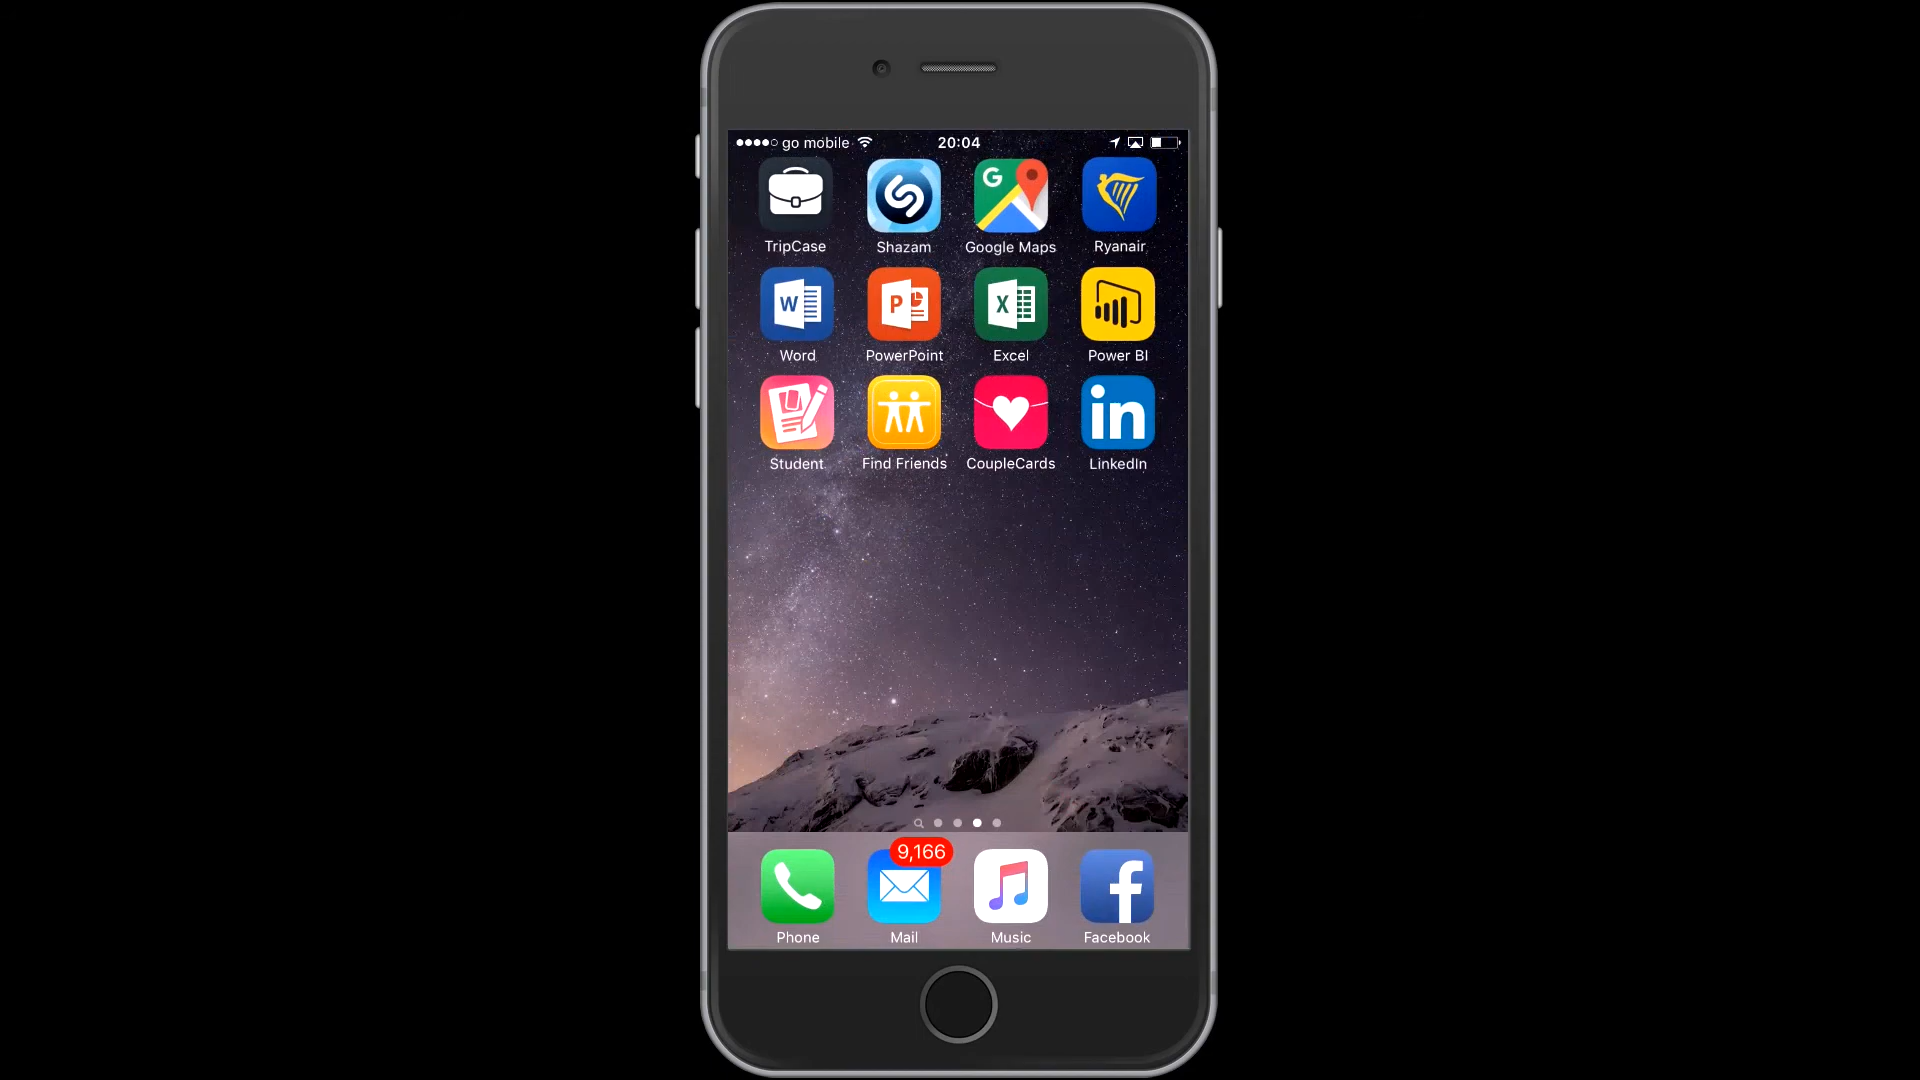 go mobile 20:04
TripCase Shazam Google Maps Ryanair
W P X
Word PowerPoint Excel Power BI
in
Student Find Friends CoupleCards LinkedIn
9,166
f
Phone Mail Music Facebook